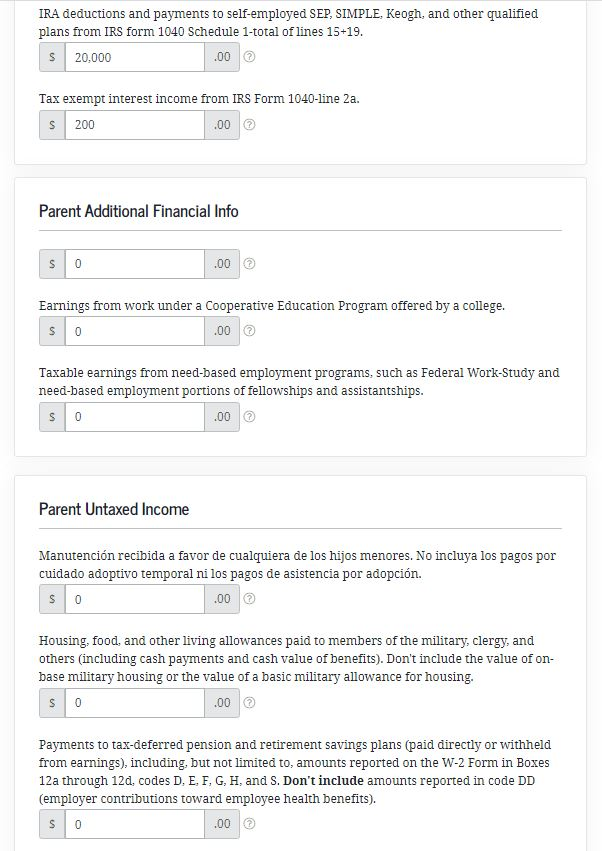 IRA deductions and payments to self-employed SEP, SIMPLE, Keogh, and other qualified
plans from IRS form 1040 Schedule 1-total of lines 15+19.
$ 20,000 .00 ?
Tax exempt interest income from IRS Form 1040-line 2a.
$ 200 .00 ?
Parent Additional Financial Info
$ 0 .00 ?
Earnings from work under a Cooperative Education Program offered by a college.
$ 0 .00 ?
Taxable earnings from need-based employment programs, such as Federal Work-Study and
need-based employment portions of fellowships and assistantships.
$ 0 .00 ?
Parent Untaxed Income
Manutención recibida a favor de cualquiera de los hijos menores. No incluya los pagos por
cuidado adoptivo temporal ni los pagos de asistencia por adopción.
$ 0 .00 ?
Housing, food, and other living allowances paid to members of the military, clergy, and
others (including cash payments and cash value of benefits). Don't include the value of on-
base military housing or the value of a basic military allowance for housing.
$ 0 .00 ?
Payments to tax-deferred pension and retirement savings plans (paid directly or withheld
from earnings), including, but not limited to, amounts reported on the W-2 Form in Boxes
12a through 12d, codes D, E, F, G, H, and S. Don't include amounts reported in code DD
(employer contributions toward employee health benefits).
$ 0 .00 ?